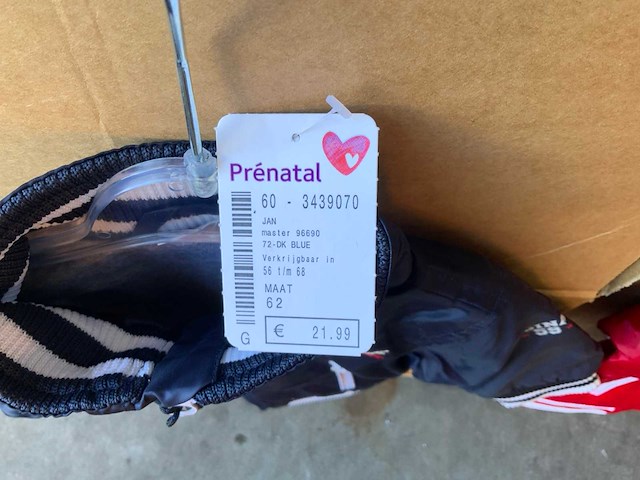 Prénatal
60 - 3439070
JAN
master 96690
72-DK BLUE
Verkrijgbaar in
56 t/m 68
MAAT
62
G
€ 21.99